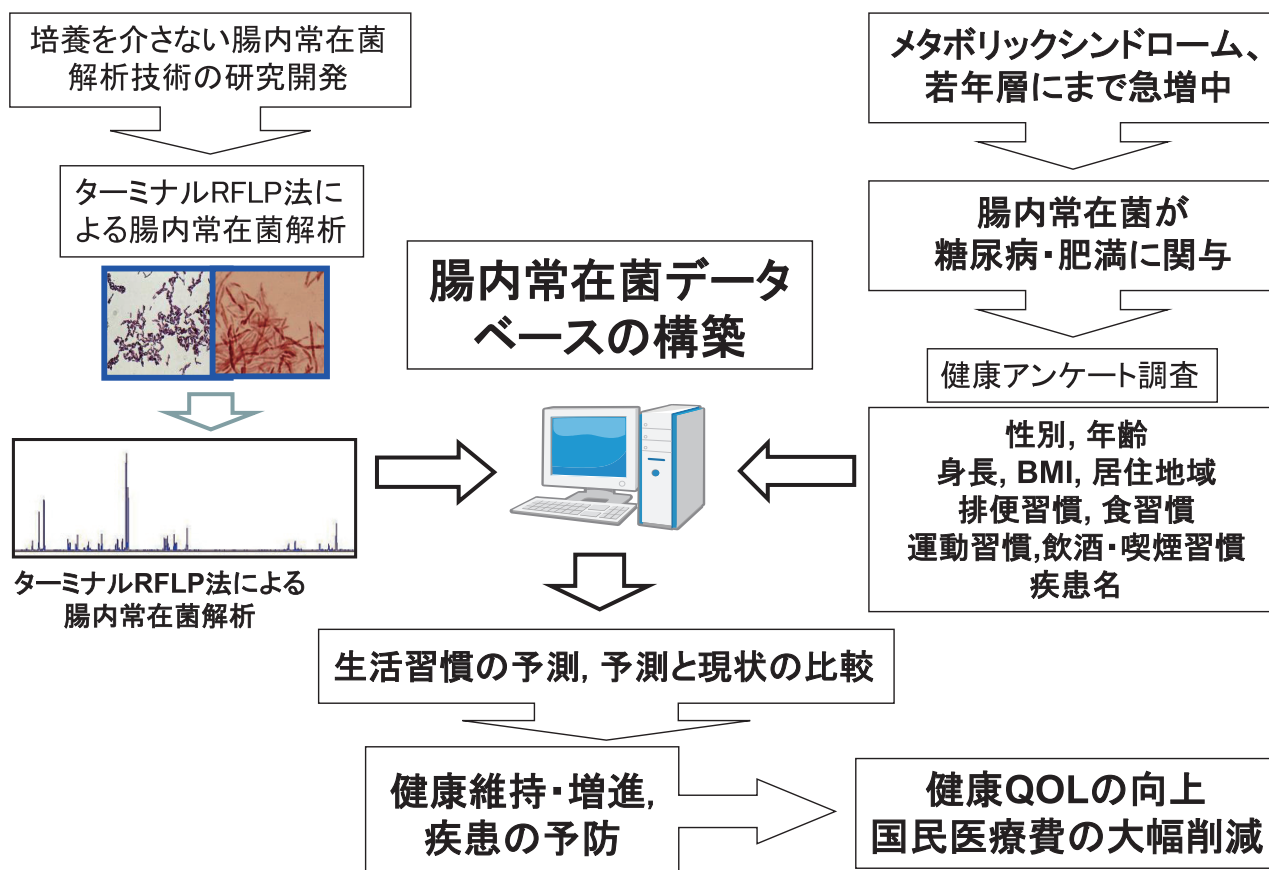 培養を介さない腸内常在菌
解析技術の研究開発
ターミナルRFLP法に
よる腸内常在菌解析
ターミナルRFLP法による
腸内常在菌解析
腸内常在菌データ
ベースの構築
メタボリックシンドローム、
若年層にまで急増中
腸内常在菌が
糖尿病・肥満に関与
健康アンケート調査
性別, 年齢
身長, BMI, 居住地域
排便習慣, 食習慣
運動習慣,飲酒・喫煙習慣
疾患名
生活習慣の予測, 予測と現状の比較
健康維持・増進,
疾患の予防
健康QOLの向上
国民医療費の大幅削減